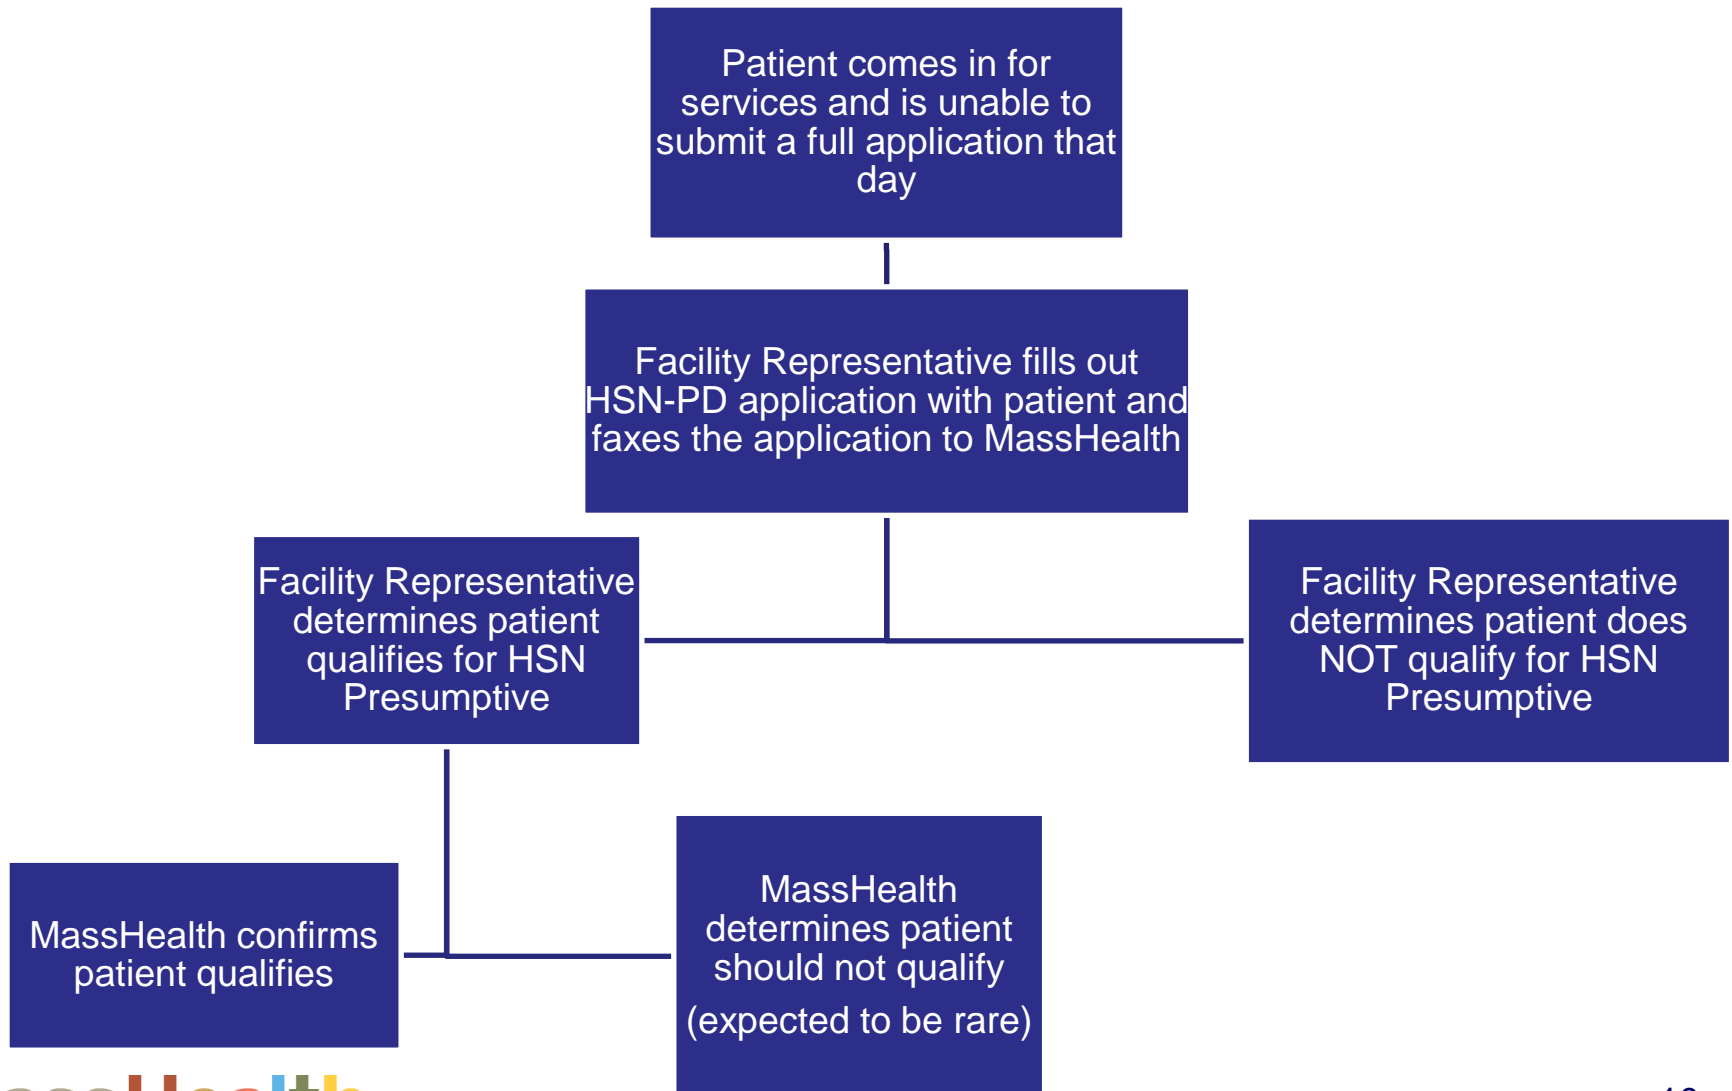 Patient comes in for
services and is unable to
submit a full application that
day
Facility Representative fills out
HSN-PD application with patient and
faxes the application to MassHealth
Facility Representative
determines patient
qualifies for HSN
Presumptive
Facility Representative
determines patient does
NOT qualify for HSN
Presumptive
MassHealth confirms
patient qualifies
MassHealth
determines patient
should not qualify
(expected to be rare)